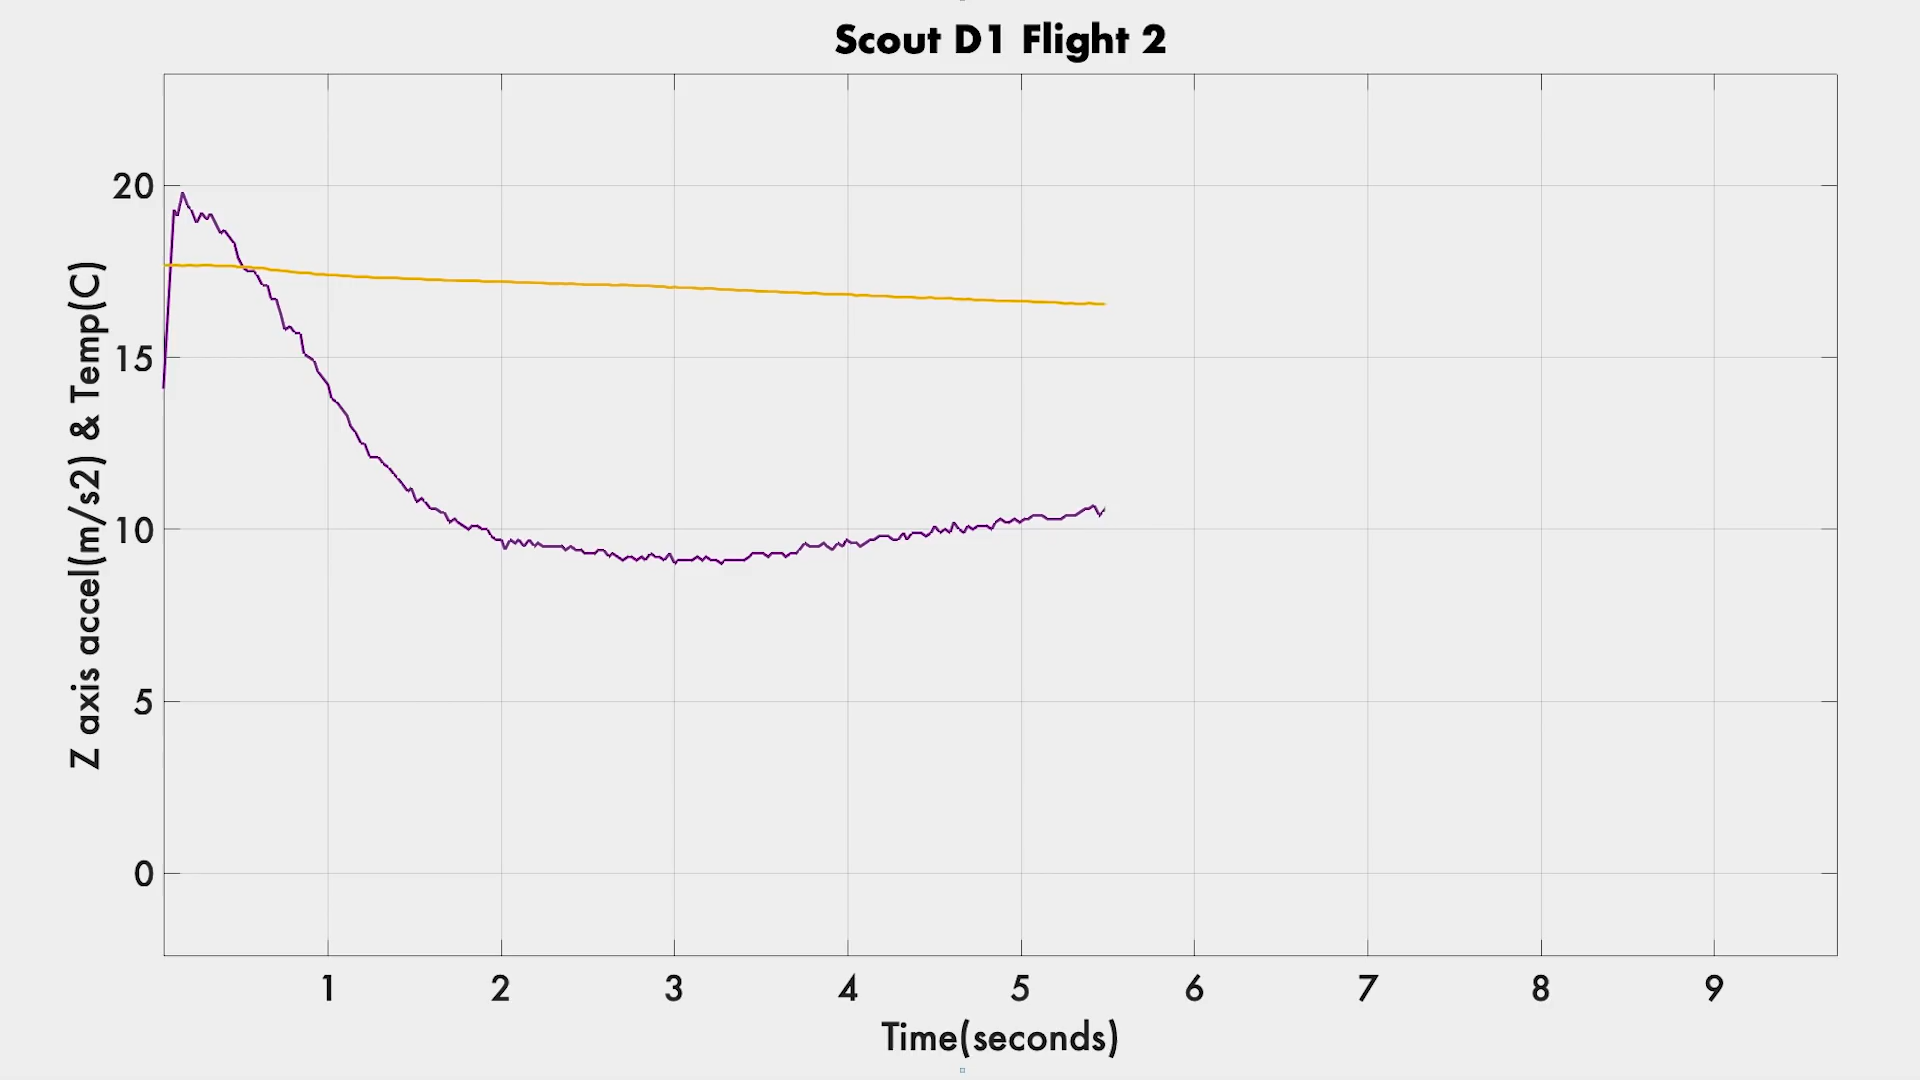 Scout D1 Flight 2
Z axis accel(m/s2) & Temp(C)
20
15
10
5
0
1 2 3 4 5 6 7 8 9
Time(seconds)